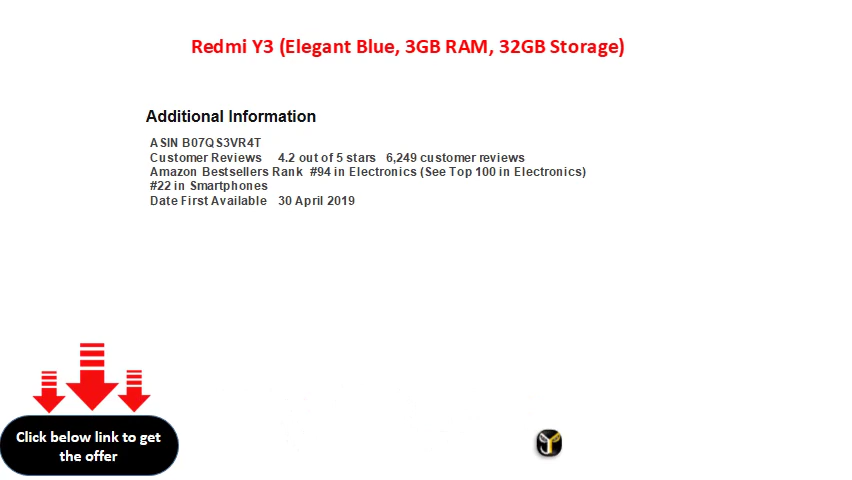 Redmi Y3 (Elegant Blue, 3GB RAM, 32GB Storage)
Additional Information
ASIN B07QS3VR4T
Customer Reviews 4.2 out of 5 stars 6,249 customer reviews
Amazon Bestsellers Rank #94 in Electronics (See Top 100 in Electronics)
#22 in Smartphones
Date First Available 30 April 2019
Click below link to get
the offer